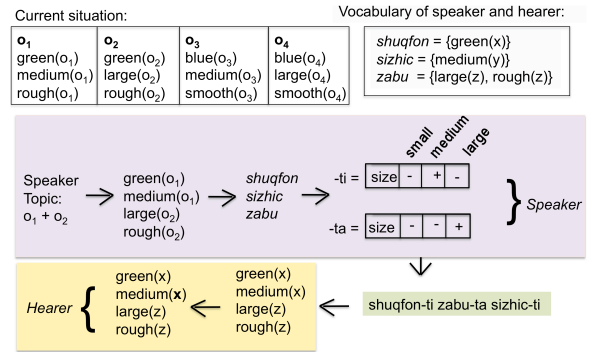 Current situation:
Vocabulary of speaker and hearer:
o1 o2 o3 o4
green(o1) green(o2) blue(o3) blue(o4)
medium(o1) large(o2) medium(o3) large(o4)
rough(o1) rough(o2) smooth(o3) smooth(o4)
shuqfon = {green(x)}
sizhic = {medium(y)}
zabu = {large(z), rough(z)}
small medium large
Speaker
Topic:
o1 + o2
green(o1)
medium(o1)
large(o2)
rough(o2)
shuqfon
sizhic
zabu
-ti = size - + -
-ta = size - - +
Speaker
shuqfon-ti zabu-ta sizhic-ti
green(x)
medium(x)
large(z)
rough(z)
green(x)
medium(x)
large(z)
rough(z)
Hearer